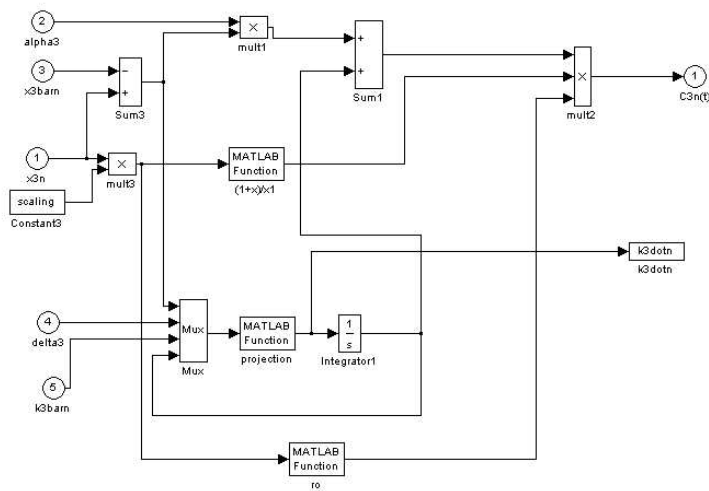 2
alpha3
×
mult1
3
x3barn
−
+
Sum3
+
+
Sum1
×
mult2
1
C3n(t)
1
x3n
×
mult3
scaling
Constant3
MATLAB
Function
(1+x)/x1
k3dotn
k3dotn
4
delta3
5
k3barn
Mux
Mux
MATLAB
Function
projection
1
s
Integrator1
MATLAB
Function
ro